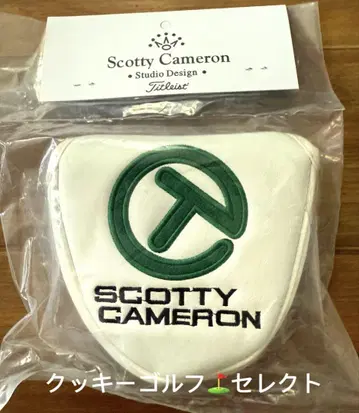 Scotty Cameron
• Studio Design •
Titleist
SCOTTY
CAMERON
クッキーゴルフ⛳セレクト